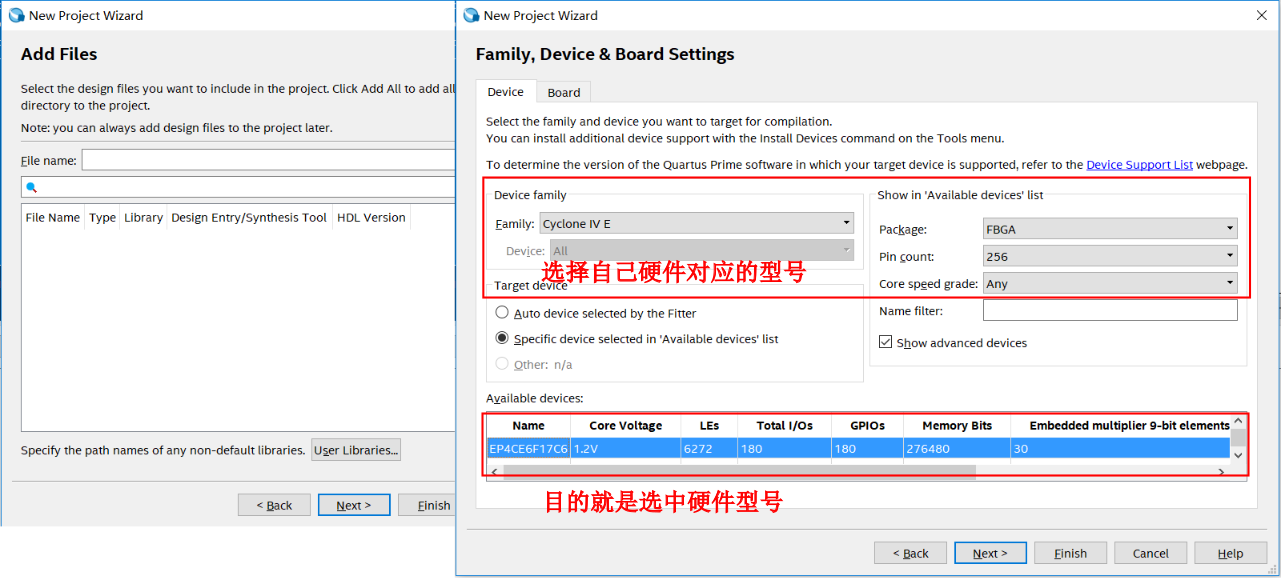 New Project Wizard
Add Files
Select the design files you want to include in the project. Click Add All to add all
directory to the project.
Note: you can always add design files to the project later.
File name:
File Name Type Library Design Entry/Synthesis Tool HDL Version
Specify the path names of any non-default libraries. User Libraries...
< Back Next > Finish
New Project Wizard
Family, Device & Board Settings
Device Board
Select the family and device you want to target for compilation.
You can install additional device support with the Install Devices command on the Tools menu.
To determine the version of the Quartus Prime software in which your target device is supported, refer to the Device Support List webpage.
Device family
Family: Cyclone IV E
Device: All
选择自己硬件对应的型号
Show in 'Available devices' list
Package: FBGA
Pin count: 256
Core speed grade: Any
Name filter:
Show advanced devices
Target device
Auto device selected by the Fitter
Specific device selected in 'Available devices' list
Other: n/a
Available devices:
Name Core Voltage LEs Total I/Os GPIOs Memory Bits Embedded multiplier 9-bit elements
EP4CE6F17C6 1.2V 6272 180 180 276480 30
目的就是选中硬件型号
< Back Next > Finish Cancel Help